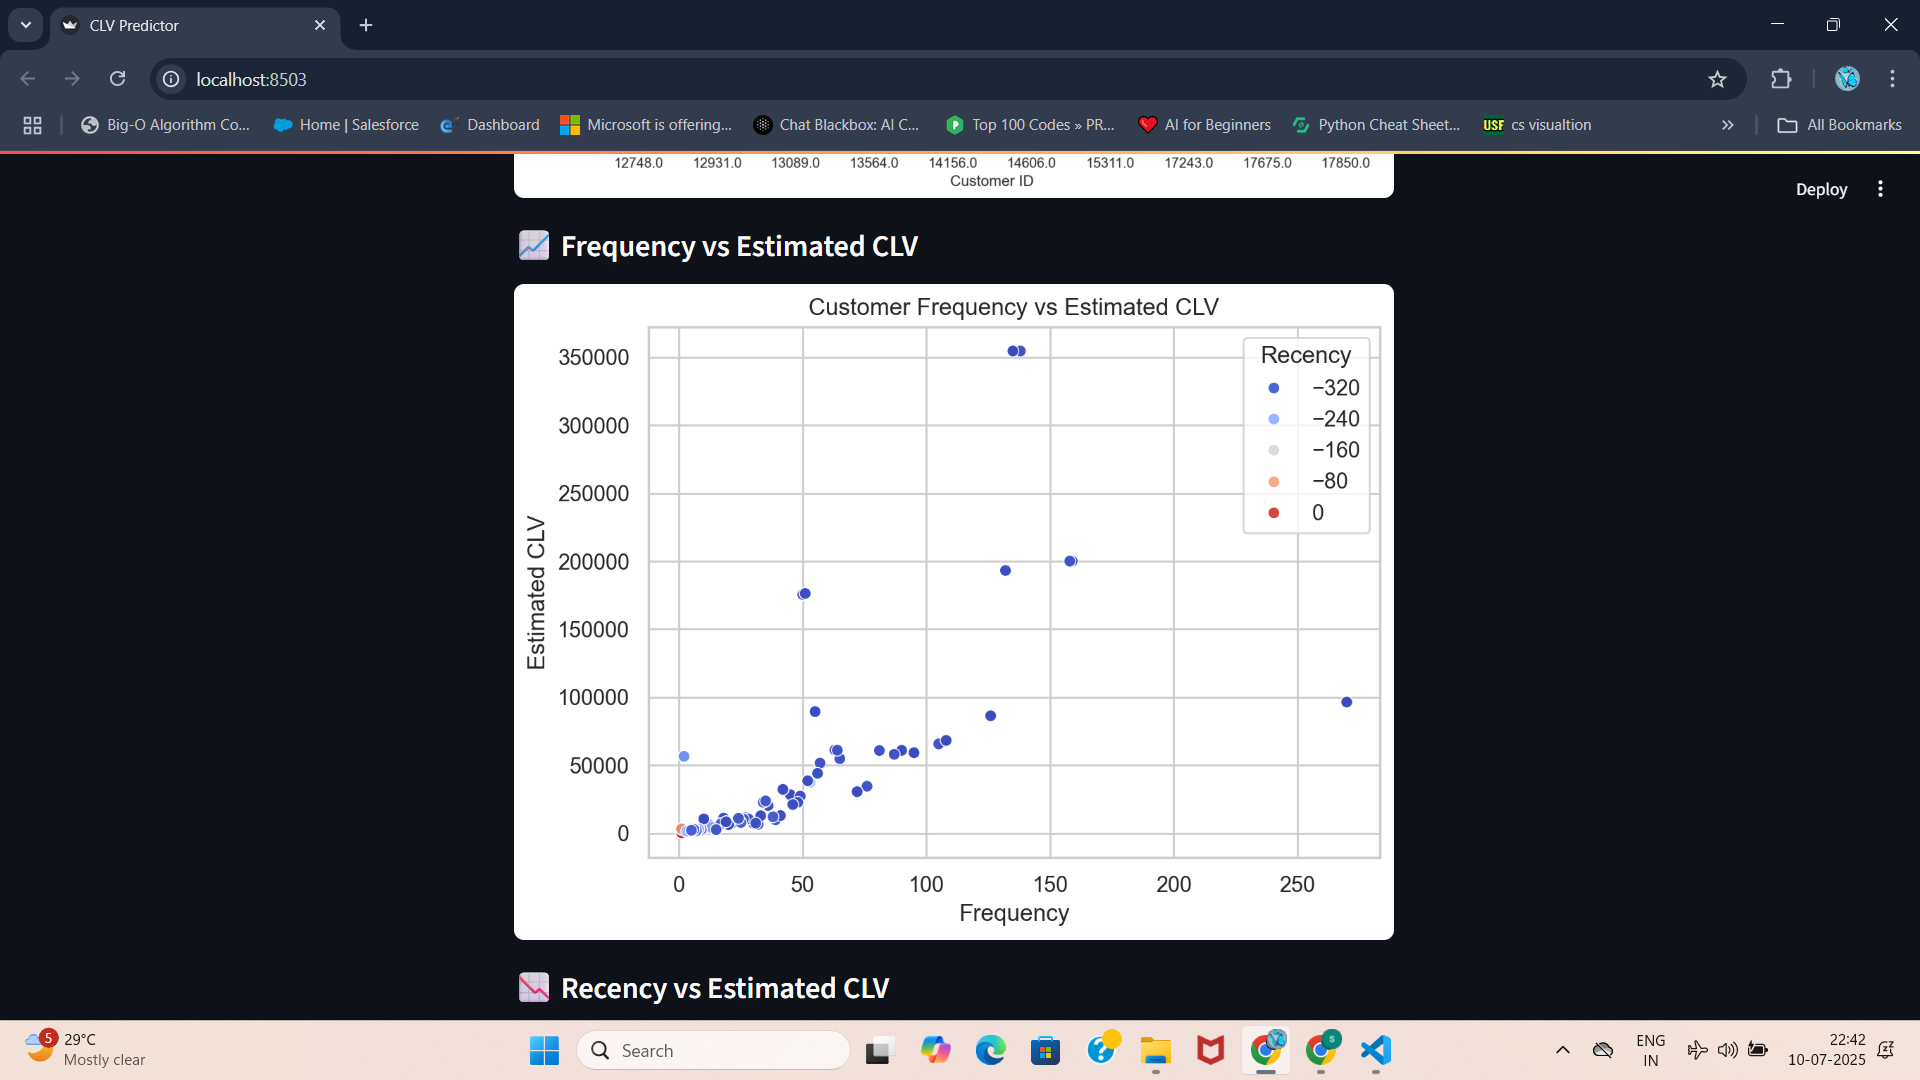 CLV Predictor
localhost:8503
Big-O Algorithm Co...
Home | Salesforce
Dashboard
Microsoft is offering...
Chat Blackbox: AI C...
Top 100 Codes » PR...
AI for Beginners
Python Cheat Sheet...
USF cs visualtion
All Bookmarks
12748.0 12931.0 13089.0 13564.0 14156.0 14606.0 15311.0 17243.0 17675.0 17850.0
Customer ID
Deploy
Frequency vs Estimated CLV
Customer Frequency vs Estimated CLV
Recency
−320
−240
−160
−80
0
Estimated CLV
350000
300000
250000
200000
150000
100000
50000
0
0 50 100 150 200 250
Frequency
Recency vs Estimated CLV
5
29°C
Mostly clear
Search
s
ENG
IN
22:42
10-07-2025